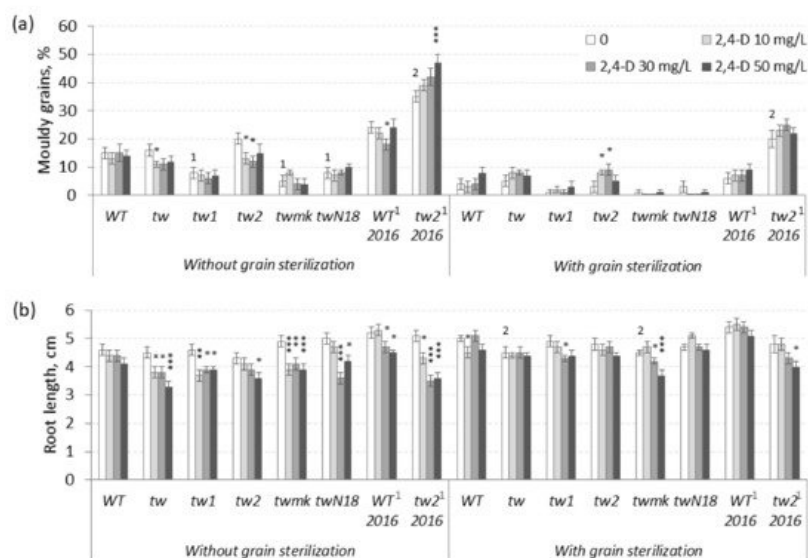 (a)
Mouldy grains, %
60
50
40
30
20
10
0
0
2,4-D 10 mg/L
2,4-D 30 mg/L
2,4-D 50 mg/L
* 1 * * 1 1 * 2 ***
* * 2
WT tw tw1 tw2 twmk twN18 WT¹ tw2¹ WT tw tw1 tw2 twmk twN18 WT¹ tw2¹
2016 2016 2016 2016
Without grain sterilization With grain sterilization
(b)
Root length, cm
6
5
4
3
2
1
0
* * *** ** * * * *** *** *** *** * * * * *** ***
* 2 * 2 * *** *
WT tw tw1 tw2 twmk twN18 WT¹ tw2¹ WT tw tw1 tw2 twmk twN18 WT¹ tw2¹
2016 2016 2016 2016
Without grain sterilization With grain sterilization